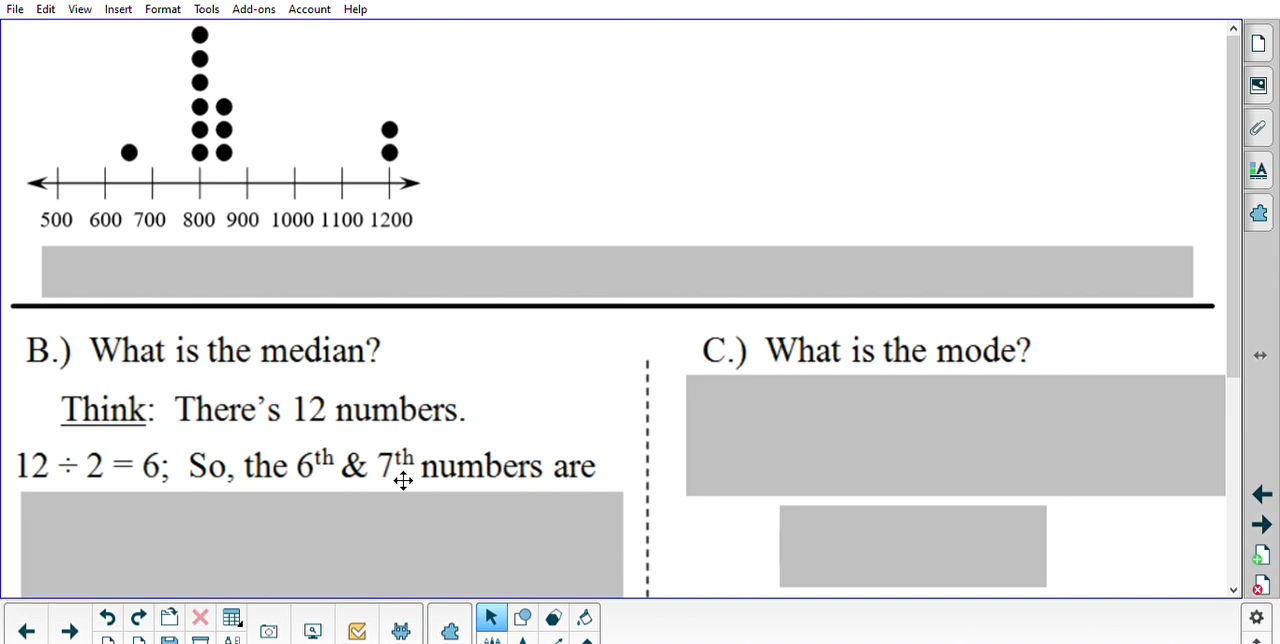 File Edit View Insert Format Tools Add-ons Account Help
500 600 700 800 900 1000 1100 1200
B.) What is the median?
Think: There's 12 numbers.
12 ÷ 2 = 6; So, the 6th & 7th numbers are
C.) What is the mode?